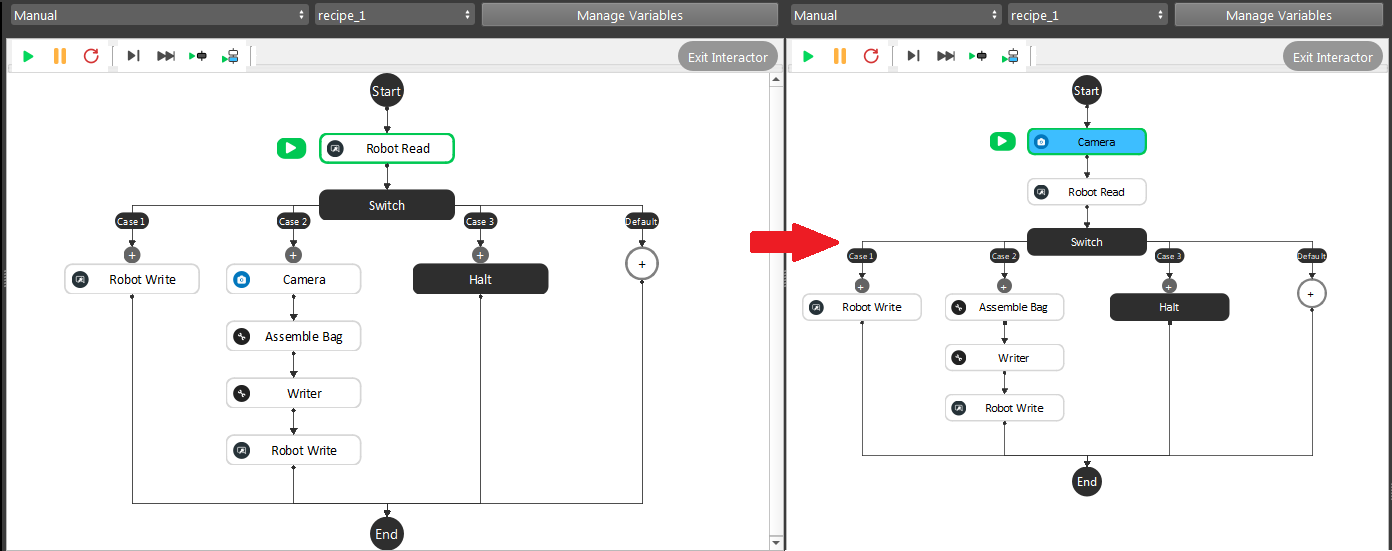 Manual recipe_1 Manage Variables
Exit Interactor
Start
Robot Read
Switch
Case 1 Case 2 Case 3 Default
+ + +
Robot Write Camera Halt +
Assemble Bag
Writer
Robot Write
End
Manual recipe_1 Manage Variables
Exit Interactor
Start
Camera
Robot Read
Switch
Case 1 Case 2 Case 3 Default
+ + +
Robot Write Assemble Bag Halt +
Writer
Robot Write
End